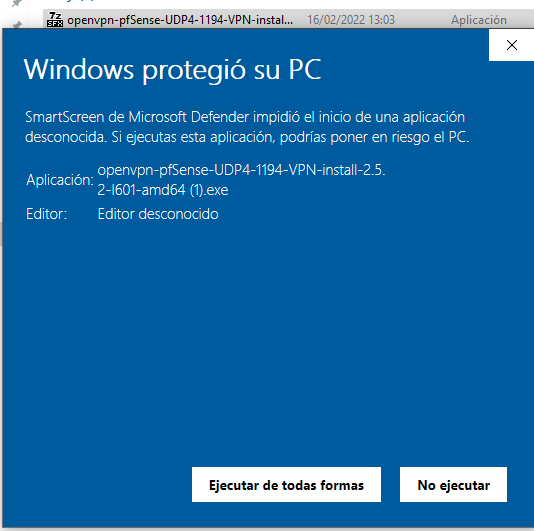 7z
SFX
openvpn-pfSense-UDP4-1194-VPN-install... 16/02/2022 13:03 Aplicación
Windows protegió su PC
SmartScreen de Microsoft Defender impidió el inicio de una aplicación
desconocida. Si ejecutas esta aplicación, podrías poner en riesgo el PC.
Aplicación: openvpn-pfSense-UDP4-1194-VPN-install-2.5.
2-I601-amd64 (1).exe
Editor: Editor desconocido
Ejecutar de todas formas No ejecutar